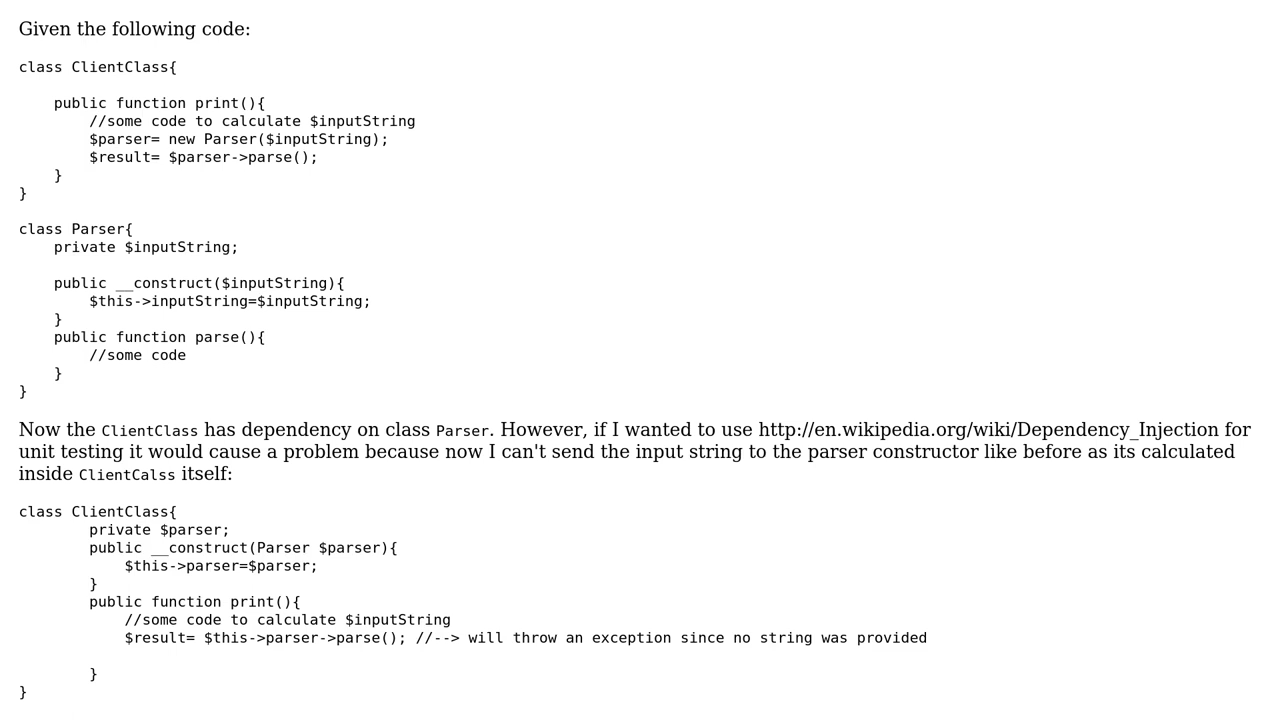 Given the following code:
class ClientClass{
    public function print(){
        //some code to calculate $inputString
        $parser= new Parser($inputString);
        $result= $parser->parse();
    }
}
class Parser{
    private $inputString;
    public __construct($inputString){
        $this->inputString=$inputString;
    }
    public function parse(){
        //some code
    }
}
Now the ClientClass has dependency on class Parser. However, if I wanted to use http://en.wikipedia.org/wiki/Dependency_Injection for
unit testing it would cause a problem because now I can't send the input string to the parser constructor like before as its calculated
inside ClientCalss itself:
class ClientClass{
        private $parser;
        public __construct(Parser $parser){
            $this->parser=$parser;
        }
        public function print(){
            //some code to calculate $inputString
            $result= $this->parser->parse(); //--> will throw an exception since no string was provided
        }
}